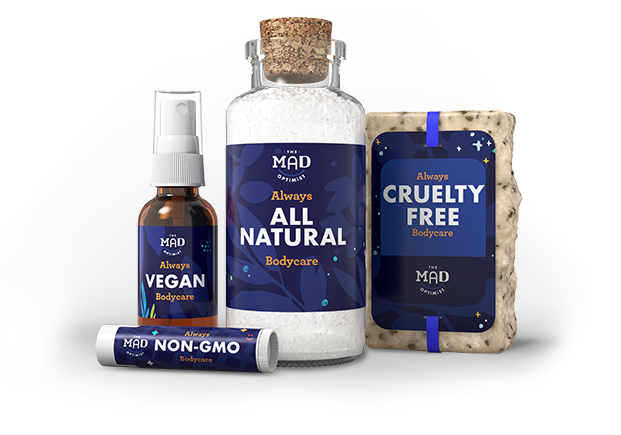 THE
MAD
OPTIMIST
Always
VEGAN
Bodycare
THE
MAD
OPTIMIST
Always
ALL
NATURAL
Bodycare
Always
CRUELTY
FREE
Bodycare
THE
MAD
OPTIMIST
Always
THE
MAD NON-GMO
OPTIMIST
Bodycare